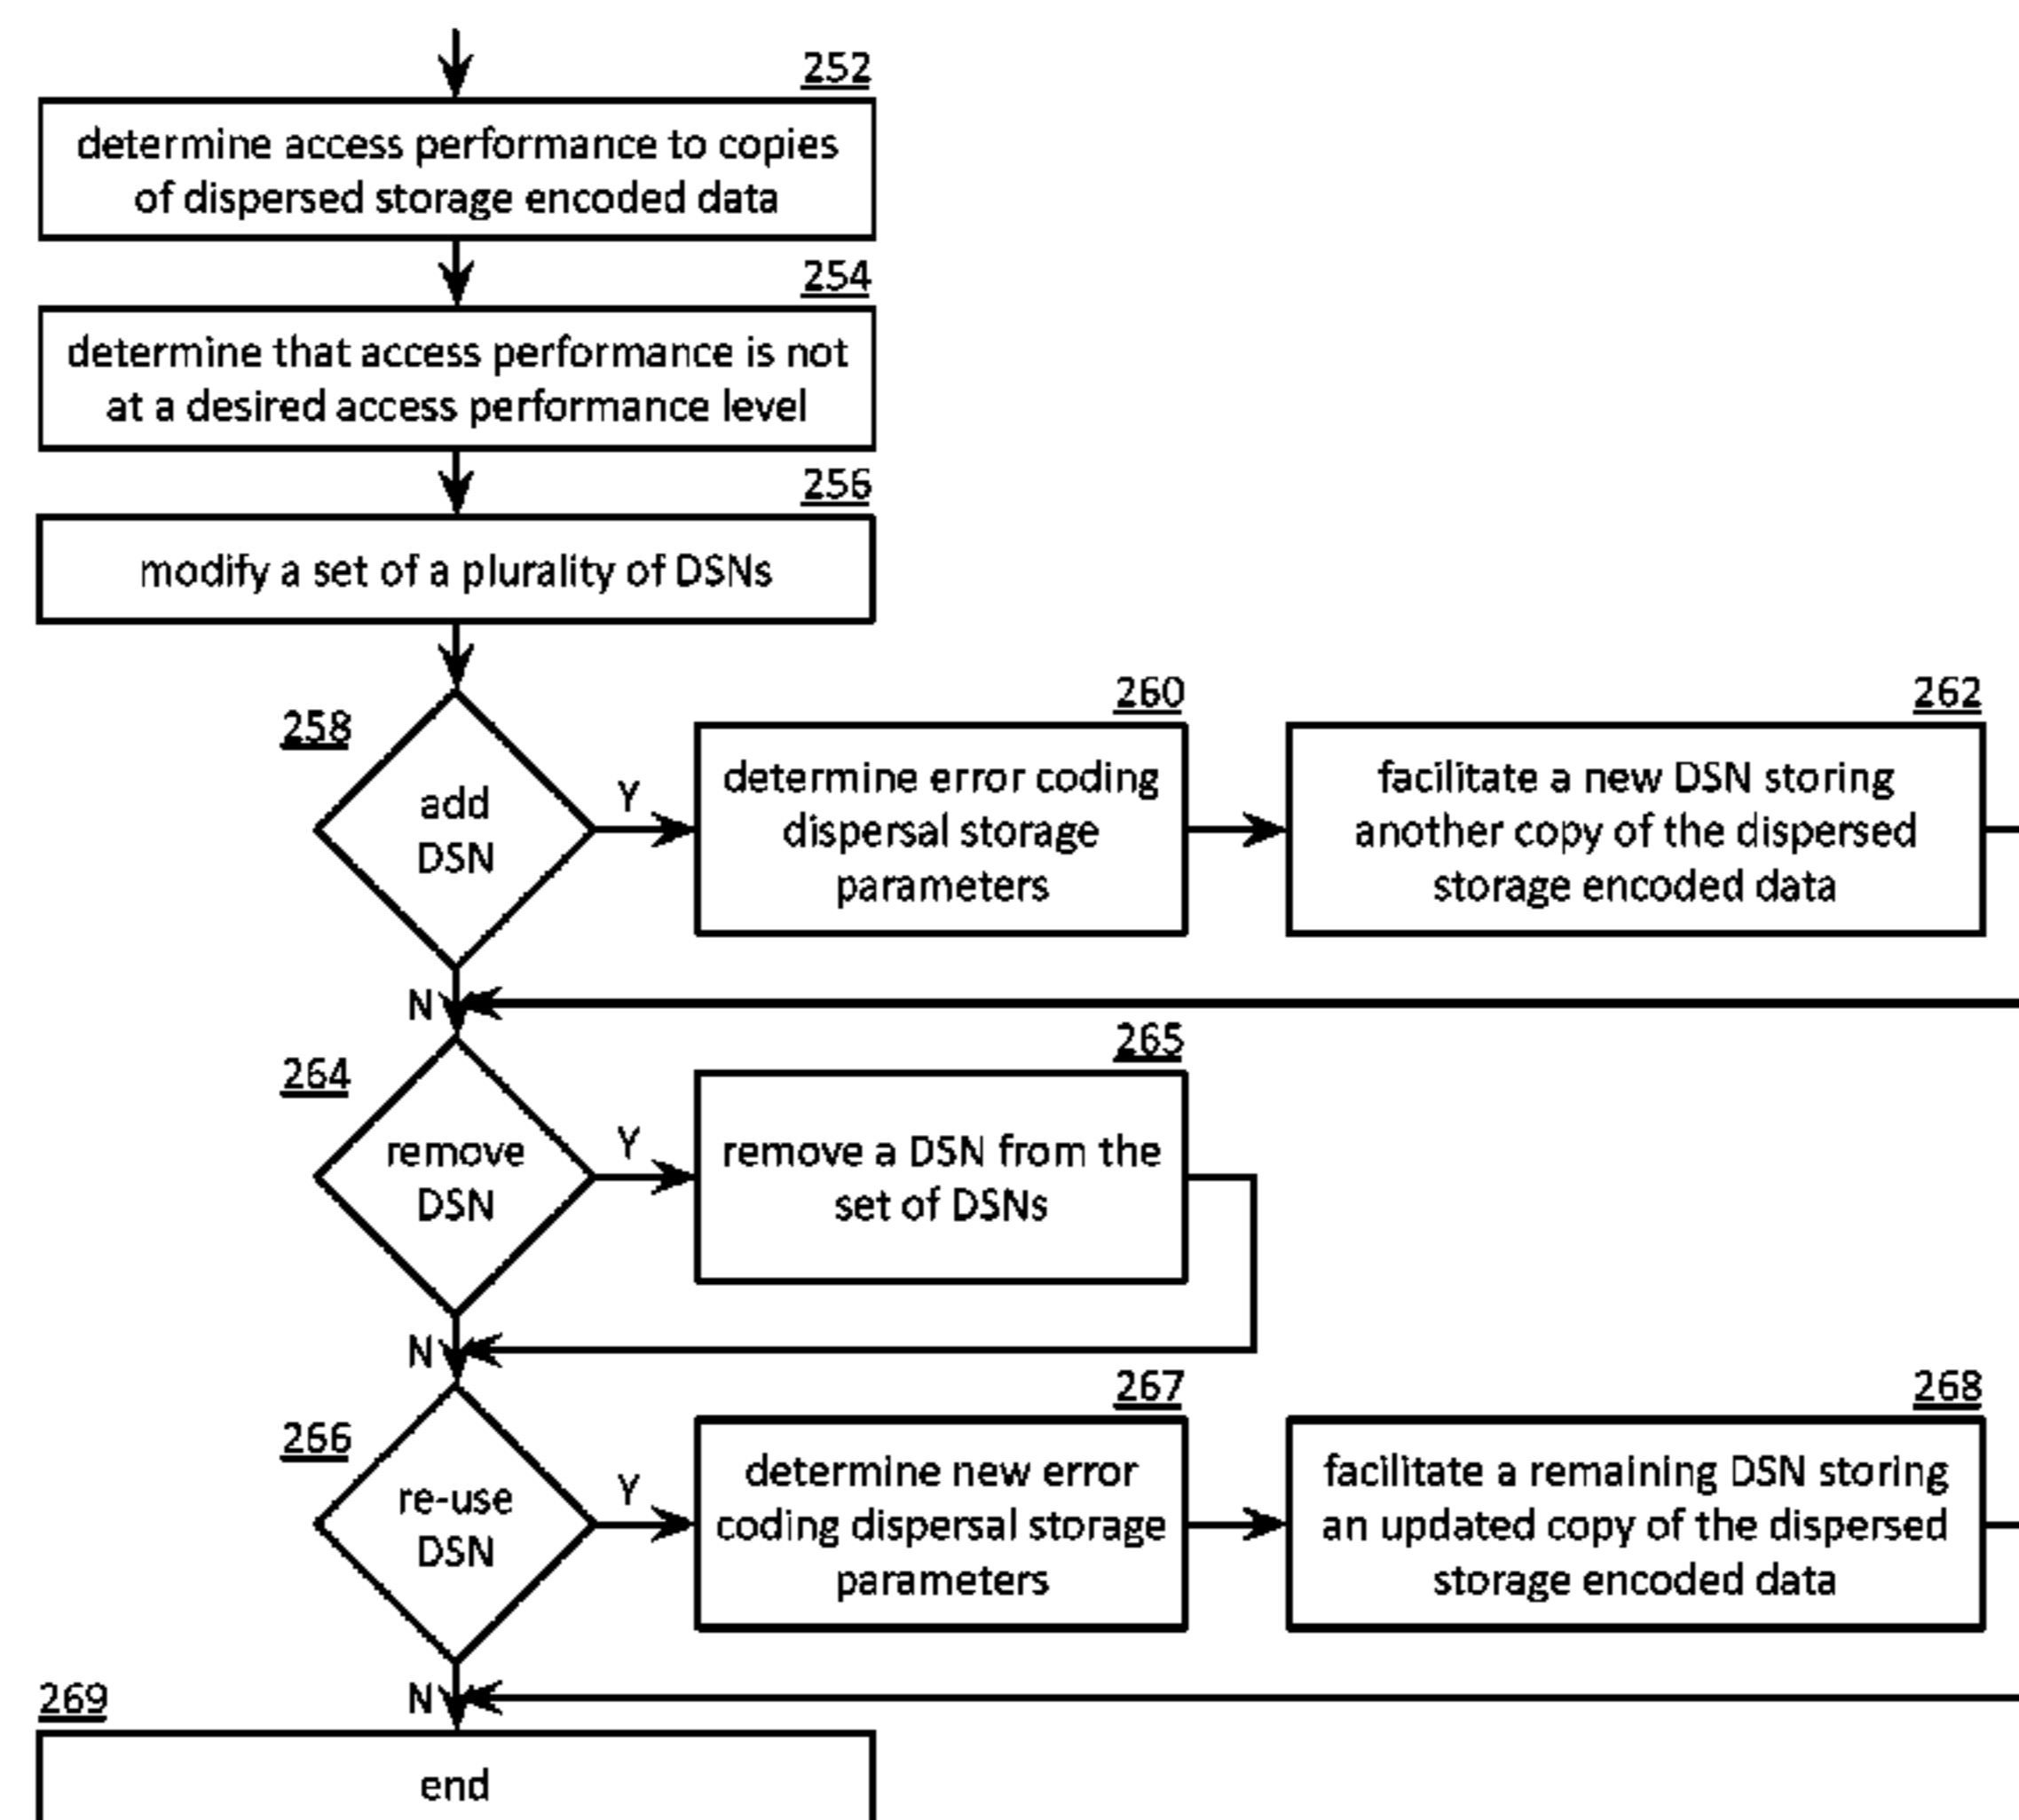 252
determine access performance to copies
of dispersed storage encoded data
254
determine that access performance is not
at a desired access performance level
256
modify a set of a plurality of DSNs
258
add
DSN
Y
260
determine error coding
dispersal storage
parameters
262
facilitate a new DSN storing
another copy of the dispersed
storage encoded data
N
264
remove
DSN
Y
265
remove a DSN from the
set of DSNs
N
266
re-use
DSN
Y
267
determine new error
coding dispersal storage
parameters
268
facilitate a remaining DSN storing
an updated copy of the dispersed
storage encoded data
N
269
end